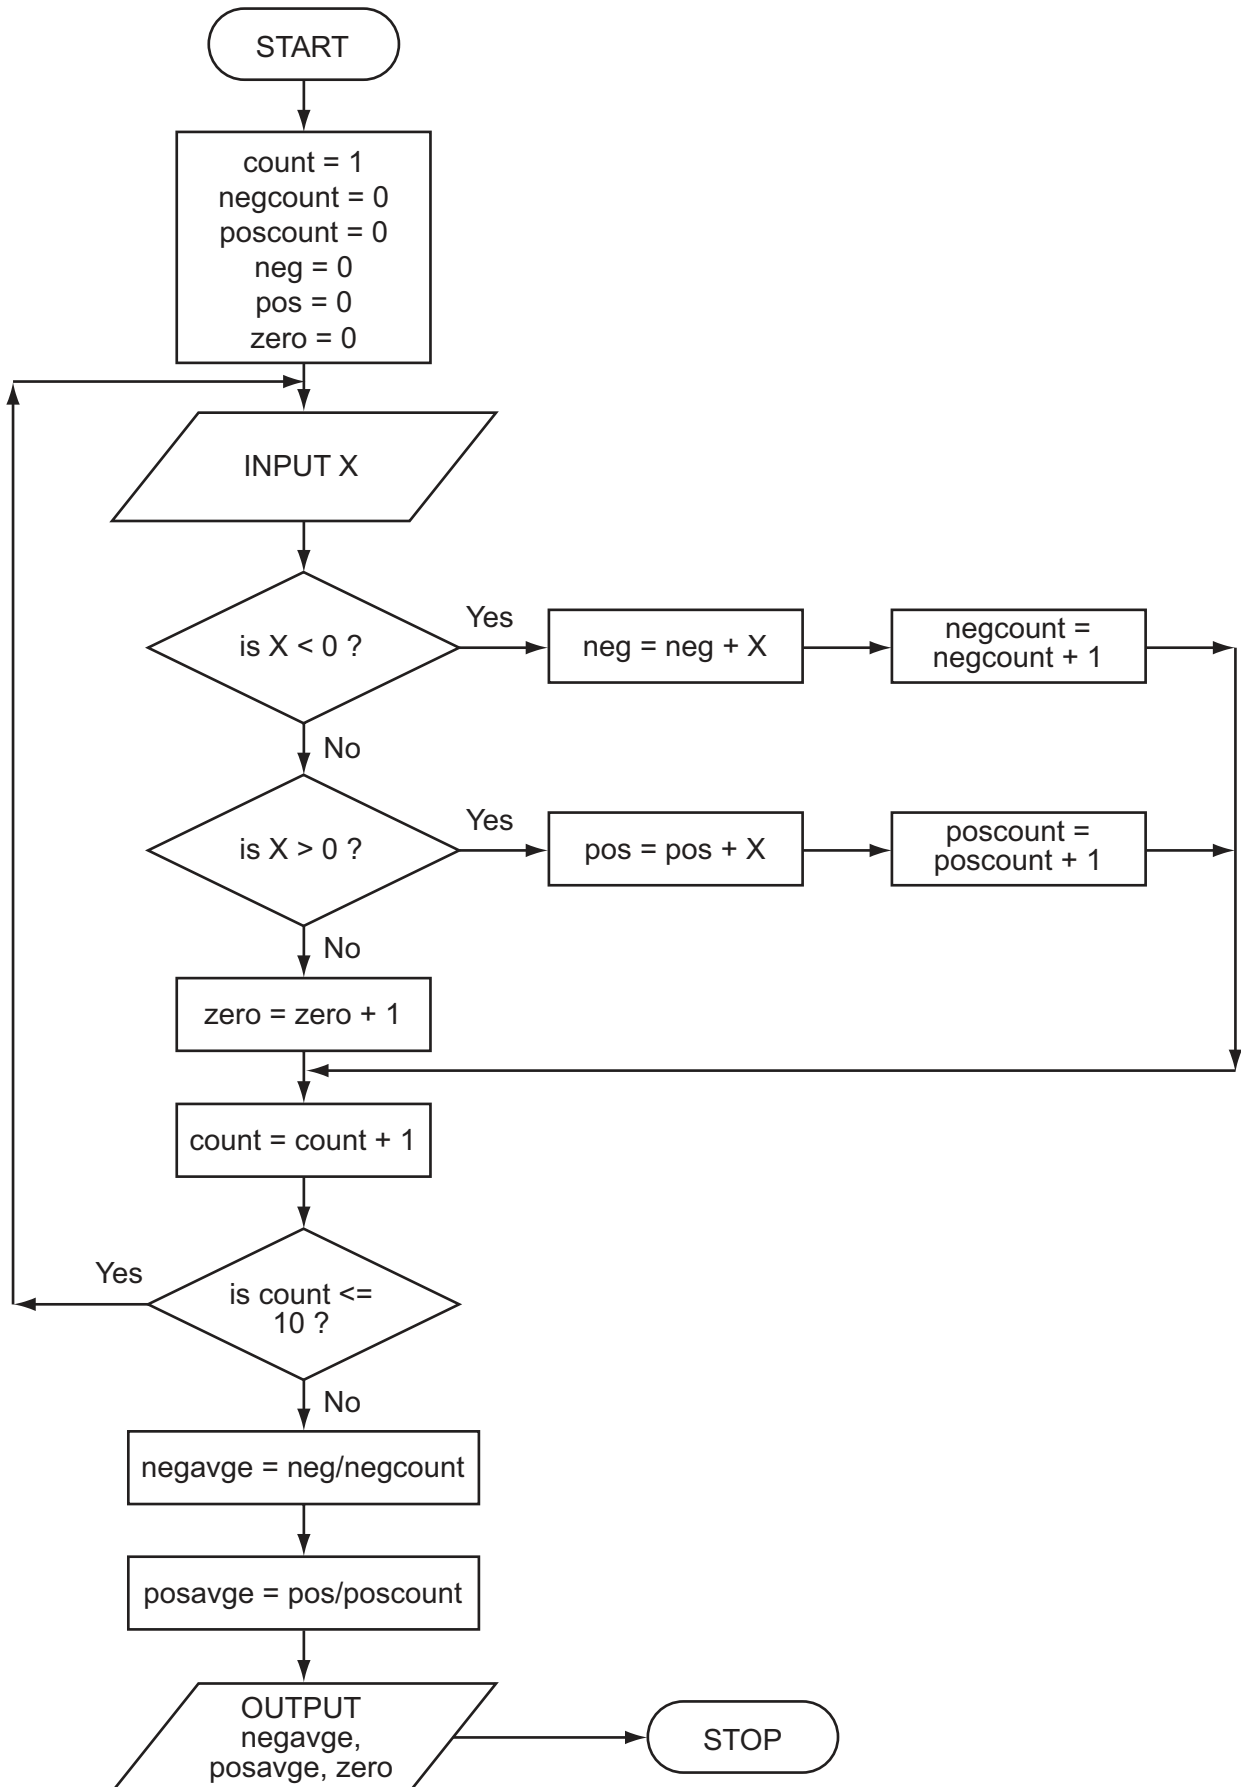 START
count = 1
negcount = 0
poscount = 0
neg = 0
pos = 0
zero = 0
INPUT X
is X < 0 ?
Yes
neg = neg + X
negcount =
negcount + 1
No
is X > 0 ?
Yes
pos = pos + X
poscount =
poscount + 1
No
zero = zero + 1
count = count + 1
Yes
is count <=
10 ?
No
negavge = neg/negcount
posavge = pos/poscount
OUTPUT
negavge,
posavge, zero
STOP